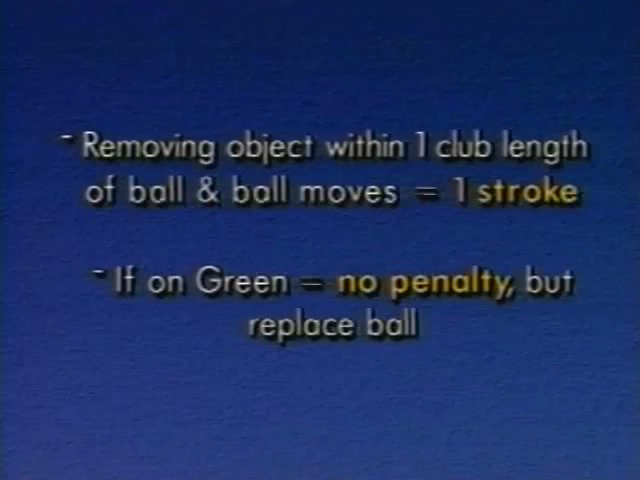 - Removing object within 1 club length
of ball & ball moves = 1 stroke
- If on Green = no penalty, but
replace ball